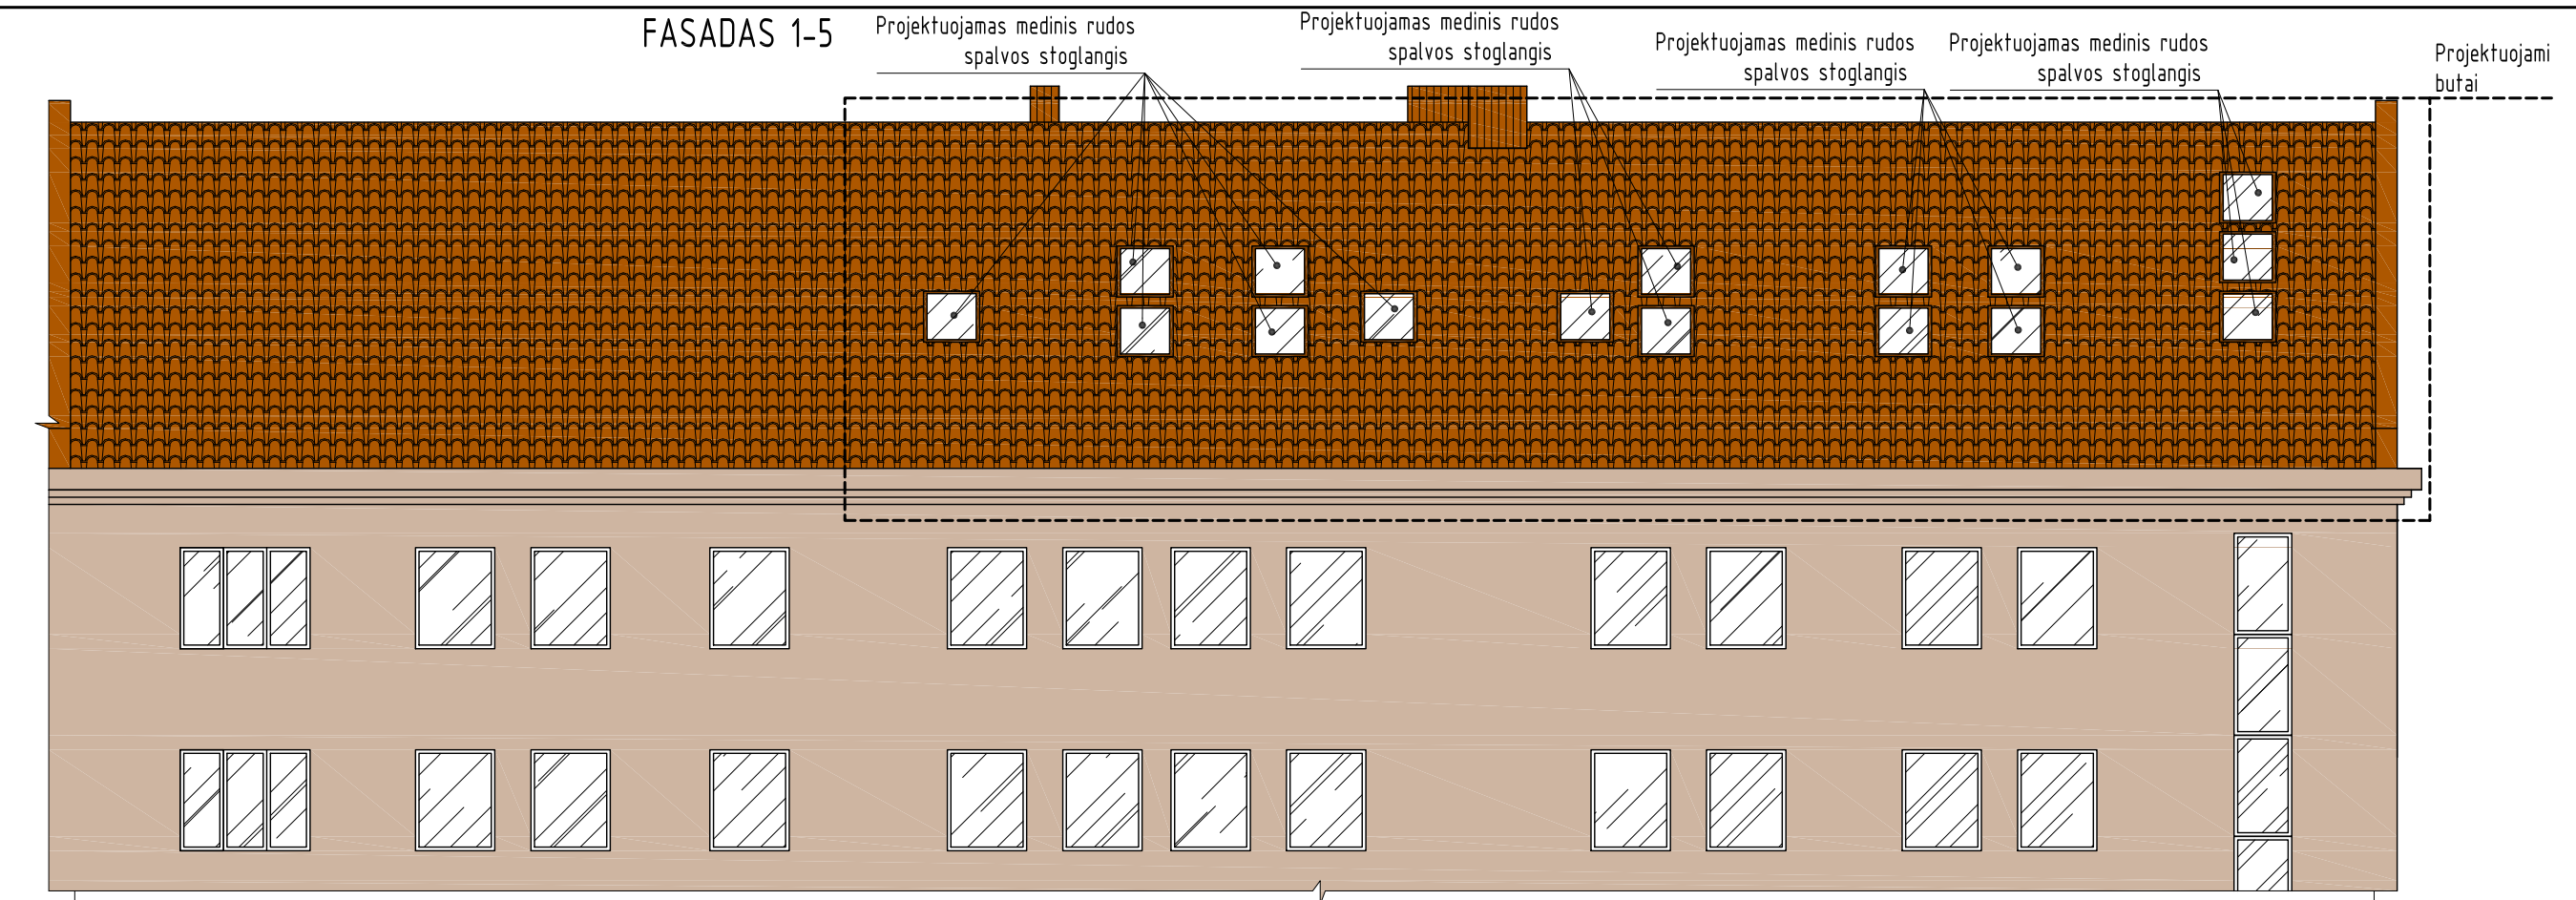 FASADAS 1-5
Projektuojamas medinis rudos
spalvos stoglangis
Projektuojamas medinis rudos
spalvos stoglangis
Projektuojamas medinis rudos
spalvos stoglangis
Projektuojamas medinis rudos
spalvos stoglangis
Projektuojami
butai